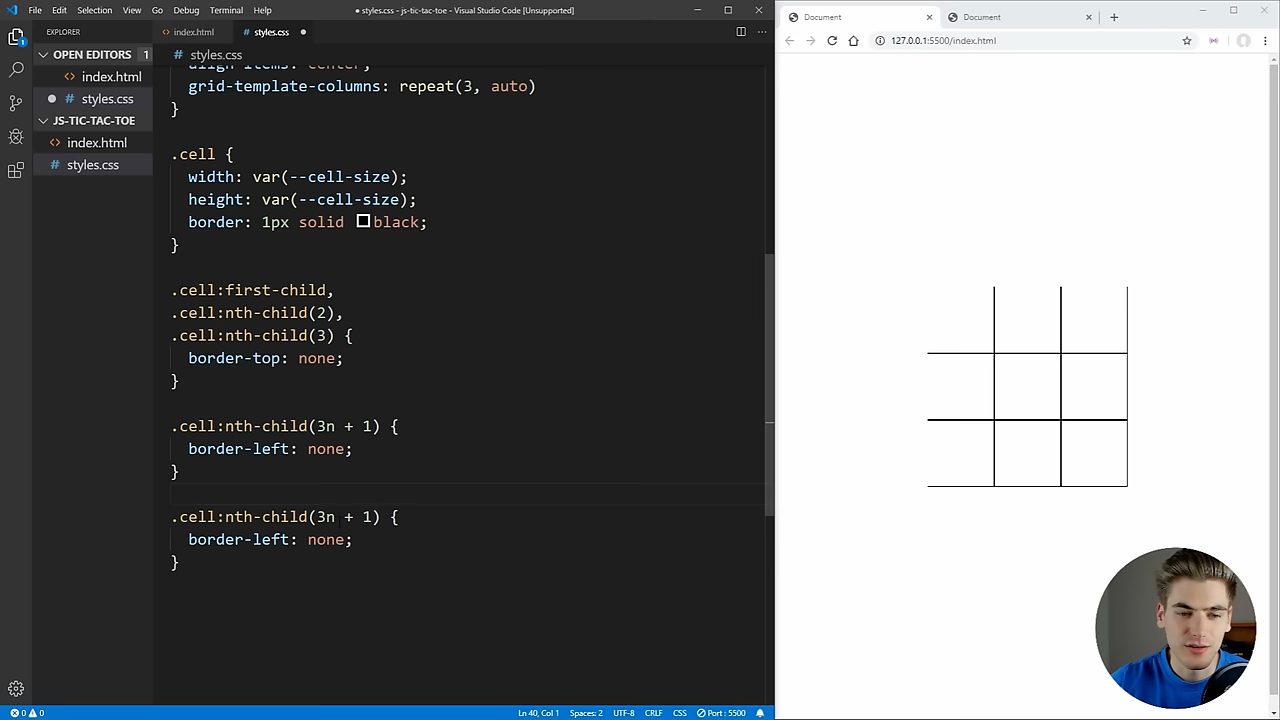 File Edit Selection View Go Debug Terminal Help
● styles.css - js-tic-tac-toe - Visual Studio Code [Unsupported]
EXPLORER
OPEN EDITORS 1
index.html
styles.css
JS-TIC-TAC-TOE
index.html
styles.css
index.html
styles.css
styles.css
align-items: center;
grid-template-columns: repeat(3, auto)
}
.cell {
width: var(--cell-size);
height: var(--cell-size);
border: 1px solid black;
}
.cell:first-child,
.cell:nth-child(2),
.cell:nth-child(3) {
border-top: none;
}
.cell:nth-child(3n + 1) {
border-left: none;
}
.cell:nth-child(3n + 1) {
border-left: none;
}
0 0
Ln 40, Col 1 Spaces: 2 UTF-8 CRLF CSS Port : 5500
Document
Document
127.0.0.1:5500/index.html